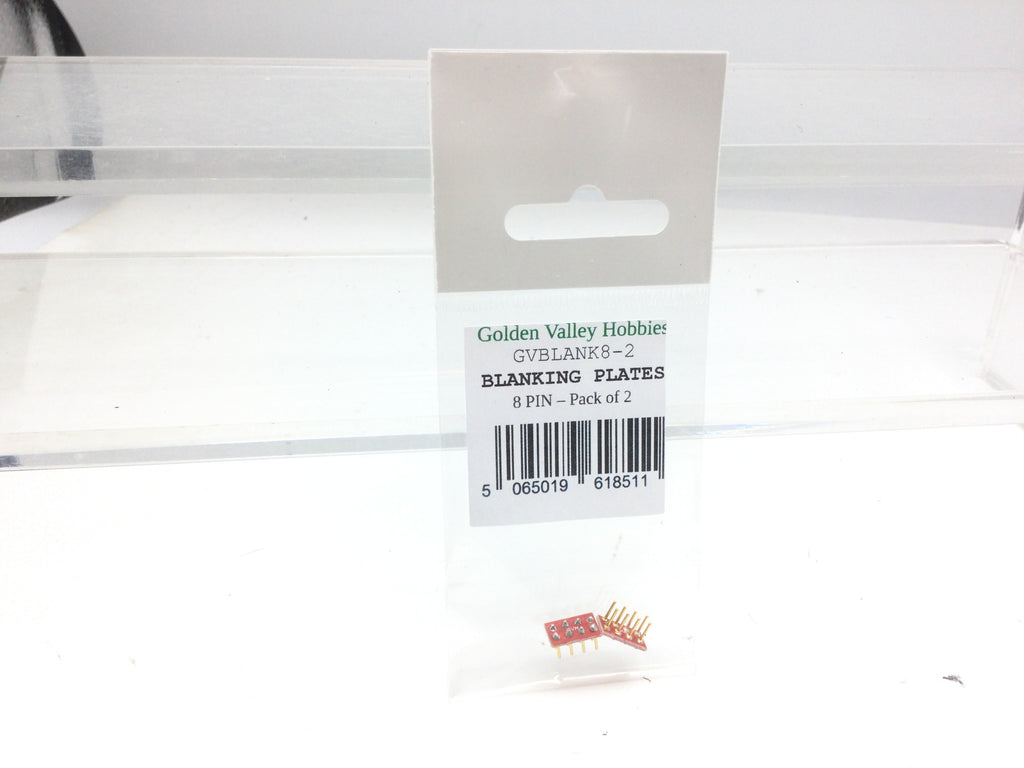 Golden Valley Hobbies
GVBLANK8-2
BLANKING PLATES
8 PIN – Pack of 2
5 065019 618511